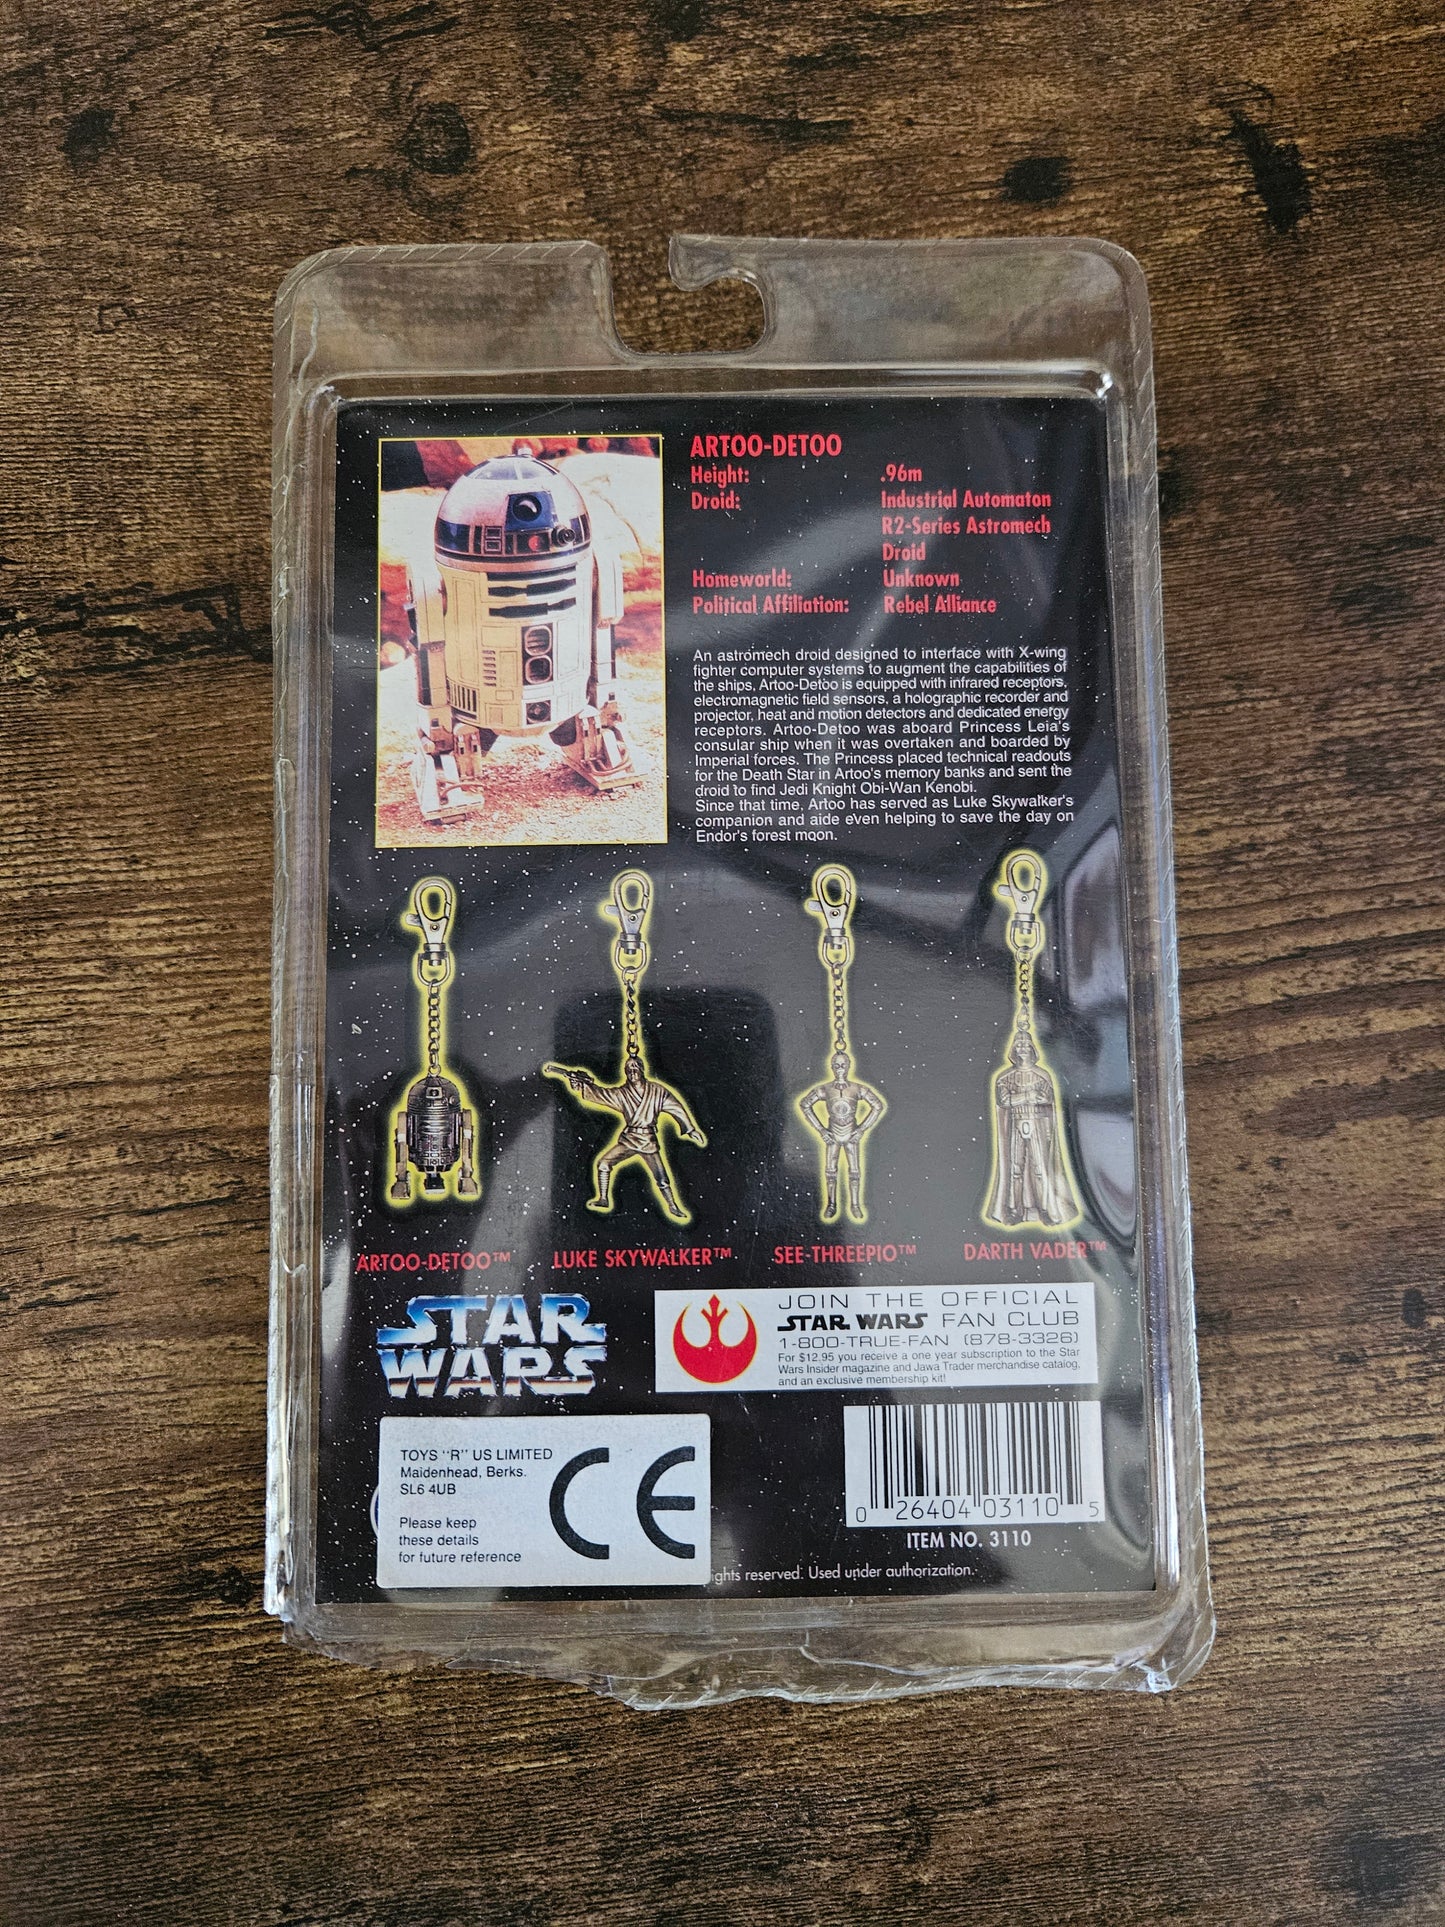 ARTOO-DETOO
Height: .96m
Droid: Industrial Automaton
R2-Series Astromech
Droid
Homeworld: Unknown
Political Affiliation: Rebel Alliance
An astromech droid designed to interface with X-wing
fighter computer systems to augment the capabilities of
the ships, Artoo-Detoo is equipped with infrared receptors,
electromagnetic field sensors, a holographic recorder and
projector, heat and motion detectors and dedicated energy
receptors. Artoo-Detoo was aboard Princess Leia's
consular ship when it was overtaken and boarded by
Imperial forces. The Princess placed technical readouts
for the Death Star in Artoo's memory banks and sent the
droid to find Jedi Knight Obi-Wan Kenobi.
Since that time, Artoo has served as Luke Skywalker's
companion and aide even helping to save the day on
Endor's forest moon.
ARTOO-DETOO™ LUKE SKYWALKER™ SEE-THREEPIO™ DARTH VADER™
STAR
WARS
JOIN THE OFFICIAL
STAR WARS FAN CLUB
1-800-TRUE-FAN (878-3326)
For $12.95 you receive a one year subscription to the Star
Wars Insider magazine and Jawa Trader merchandise catalog,
and an exclusive membership kit!
TOYS "R" US LIMITED
Maidenhead, Berks.
SL6 4UB
Please keep
these details
for future reference
CE
0 26404 03110 5
ITEM NO. 3110
ights reserved. Used under authorization.